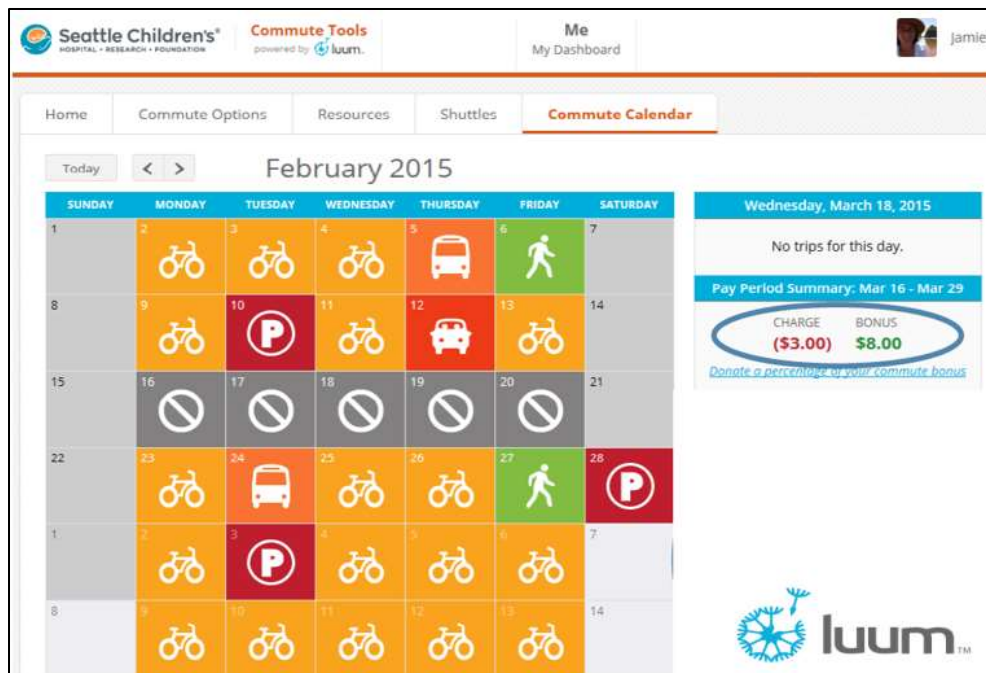 Seattle Children's®
HOSPITAL • RESEARCH • FOUNDATION
Commute Tools
powered by luum.
Me
My Dashboard
Jamie
Home
Commute Options
Resources
Shuttles
Commute Calendar
Today
< >
February 2015
SUNDAY MONDAY TUESDAY WEDNESDAY THURSDAY FRIDAY SATURDAY
1 2 3 4 5 6 7
8 9 10 11 12 13 14
P
15 16 17 18 19 20 21
22 23 24 25 26 27 28
P
1 2 3 4 5 6 7
P
8 9 10 11 12 13 14
Wednesday, March 18, 2015
No trips for this day.
Pay Period Summary: Mar 16 - Mar 29
CHARGE BONUS
($3.00) $8.00
Donate a percentage of your commute bonus
luum™